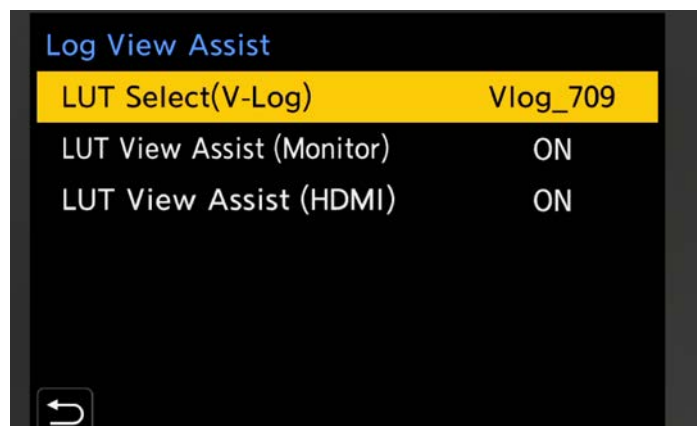 Log View Assist
LUT Select(V-Log) Vlog_709
LUT View Assist (Monitor) ON
LUT View Assist (HDMI) ON